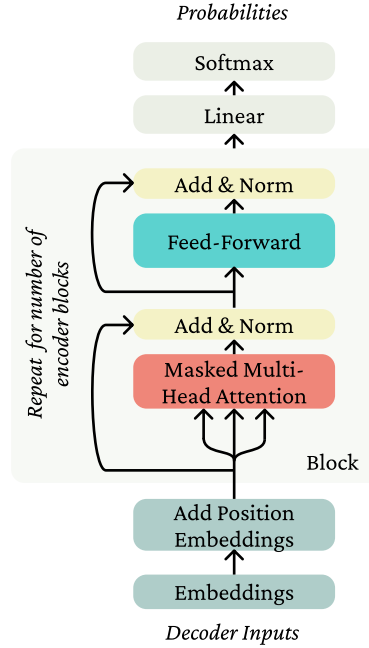 Probabilities
Softmax
Linear
Add & Norm
Feed-Forward
Repeat for number of
encoder blocks
Add & Norm
Masked Multi-
Head Attention
Block
Add Position
Embeddings
Embeddings
Decoder Inputs